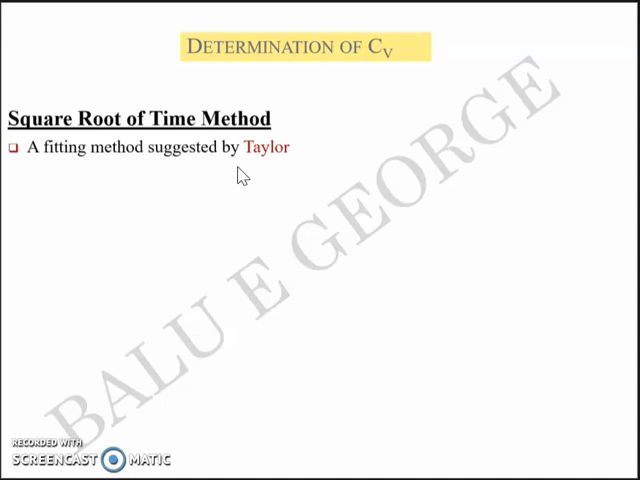 DETERMINATION OF CV
Square Root of Time Method
❑ A fitting method suggested by Taylor
BALU E GEORGE
RECORDED WITH
SCREENCAST MATIC